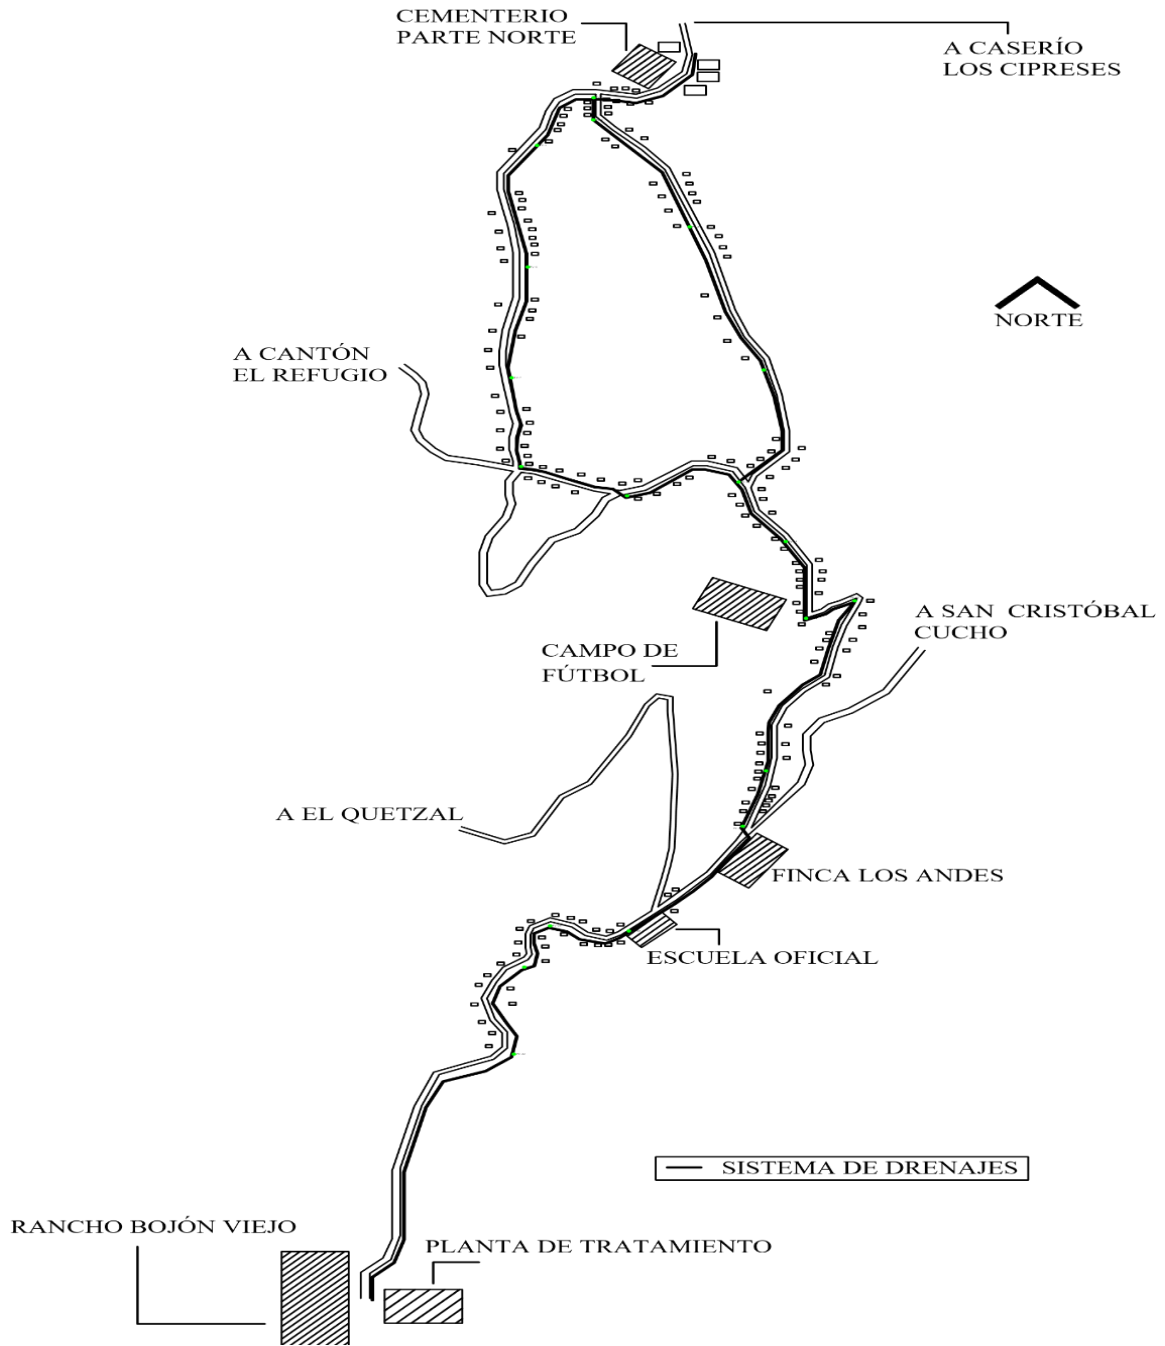 CEMENTERIO
PARTE NORTE
A CASERÍO
LOS CIPRESES
NORTE
A CANTÓN
EL REFUGIO
A SAN CRISTÓBAL
CUCHO
CAMPO DE
FÚTBOL
A EL QUETZAL
FINCA LOS ANDES
ESCUELA OFICIAL
SISTEMA DE DRENAJES
RANCHO BOJÓN VIEJO
PLANTA DE TRATAMIENTO